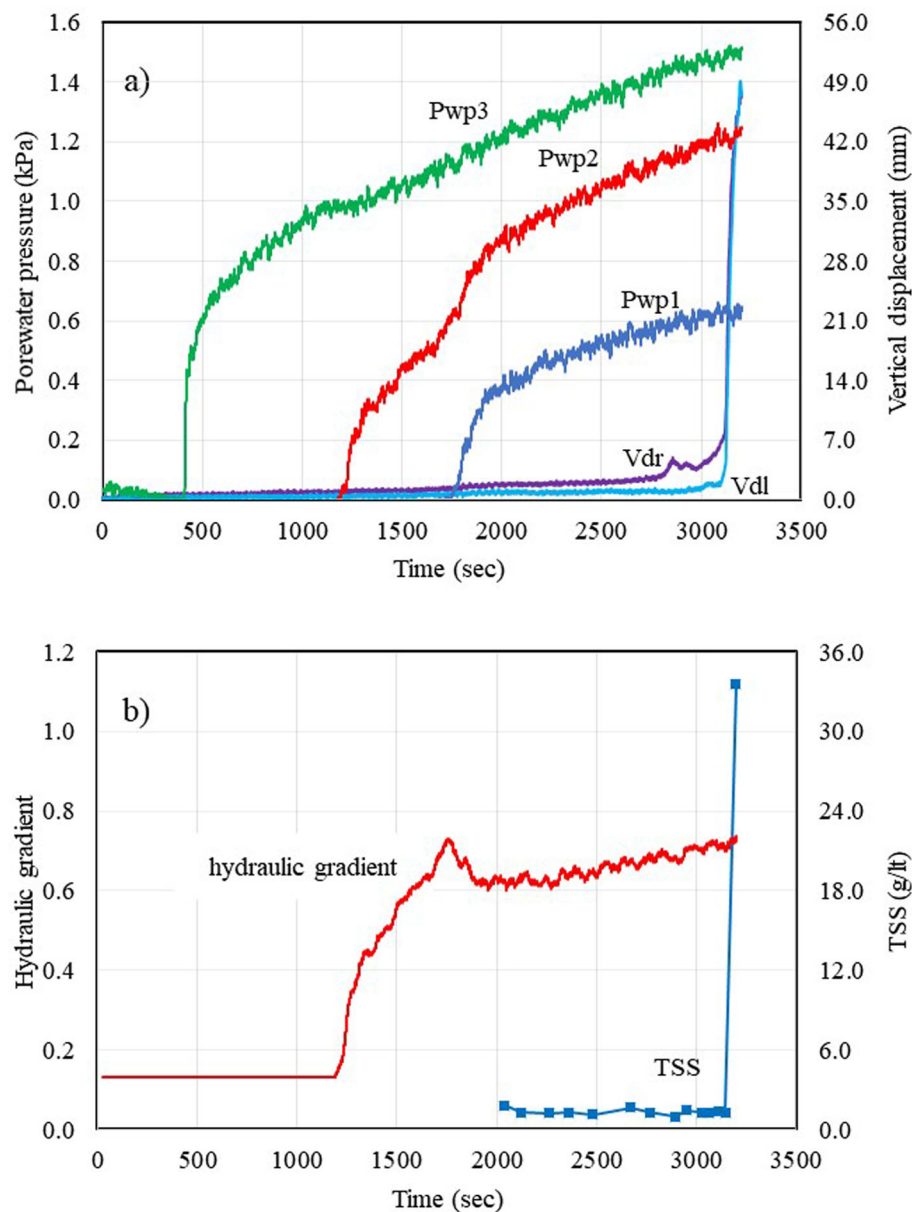 a)
Porewater pressure (kPa)
1.6
1.4
1.2
1.0
0.8
0.6
0.4
0.2
0.0
Pwp3
Pwp2
Pwp1
Vdr
Vdl
56.0
49.0
42.0
35.0
28.0
21.0
14.0
7.0
0.0
Vertical displacement (mm)
0 500 1000 1500 2000 2500 3000 3500
Time (sec)
b)
Hydraulic gradient
1.2
1.0
0.8
0.6
0.4
0.2
0.0
hydraulic gradient
TSS
36.0
30.0
24.0
18.0
12.0
6.0
0.0
TSS (g/lt)
0 500 1000 1500 2000 2500 3000 3500
Time (sec)